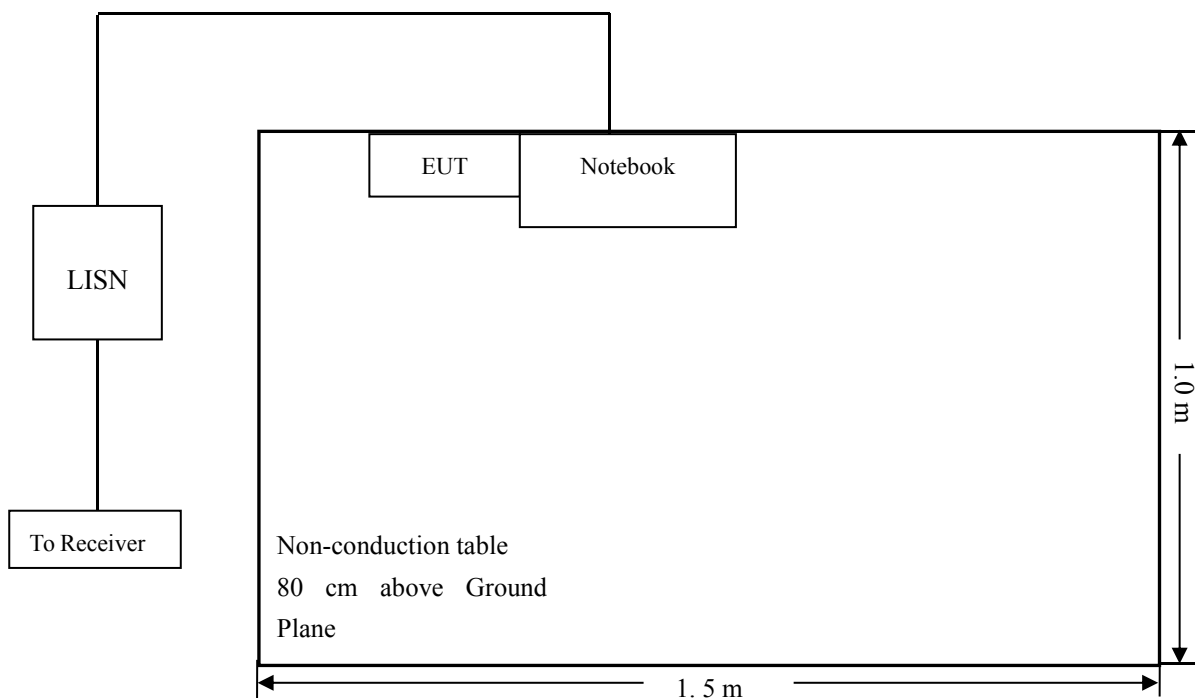 EUT
Notebook
LISN
To Receiver
Non-conduction table
80 cm above Ground
Plane
1.0 m
1. 5 m